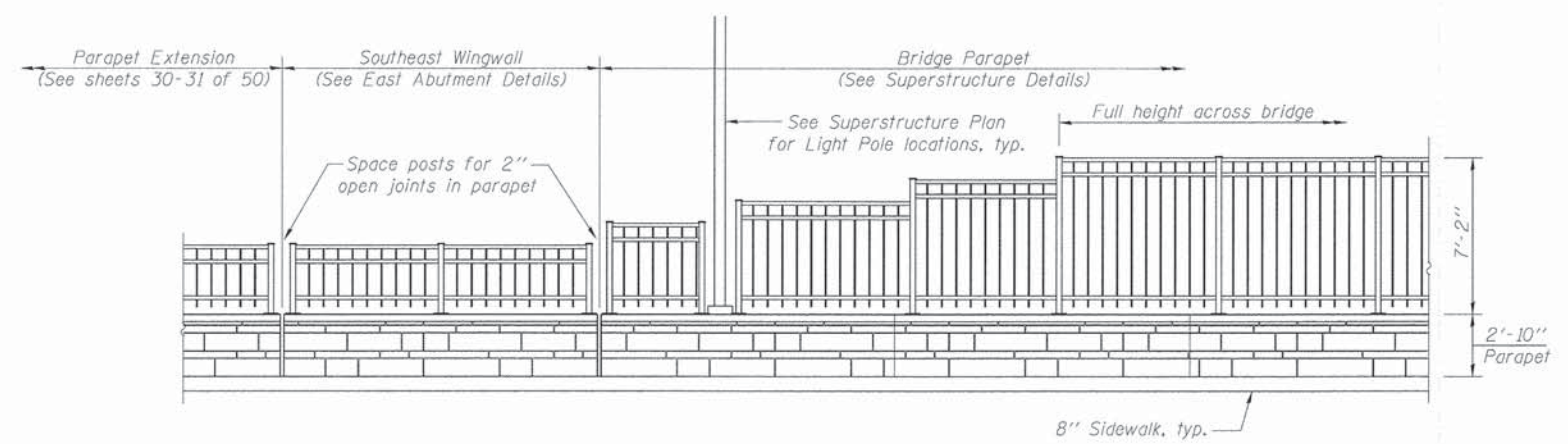 Parapet Extension
(See sheets 30-31 of 50)
Southeast Wingwall
(See East Abutment Details)
Bridge Parapet
(See Superstructure Details)
Full height across bridge
See Superstructure Plan
for Light Pole locations, typ.
Space posts for 2"
open joints in parapet
7'-2"
2'-10"
Parapet
8" Sidewalk, typ.